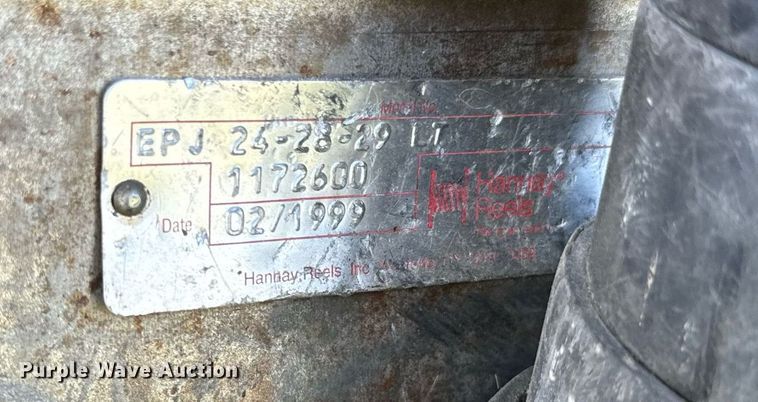 EPJ 24-28-29 LT
1172600
Date 02/1999
Hannay®
Reels
Hannay Reels Inc
Purple Wave Auction